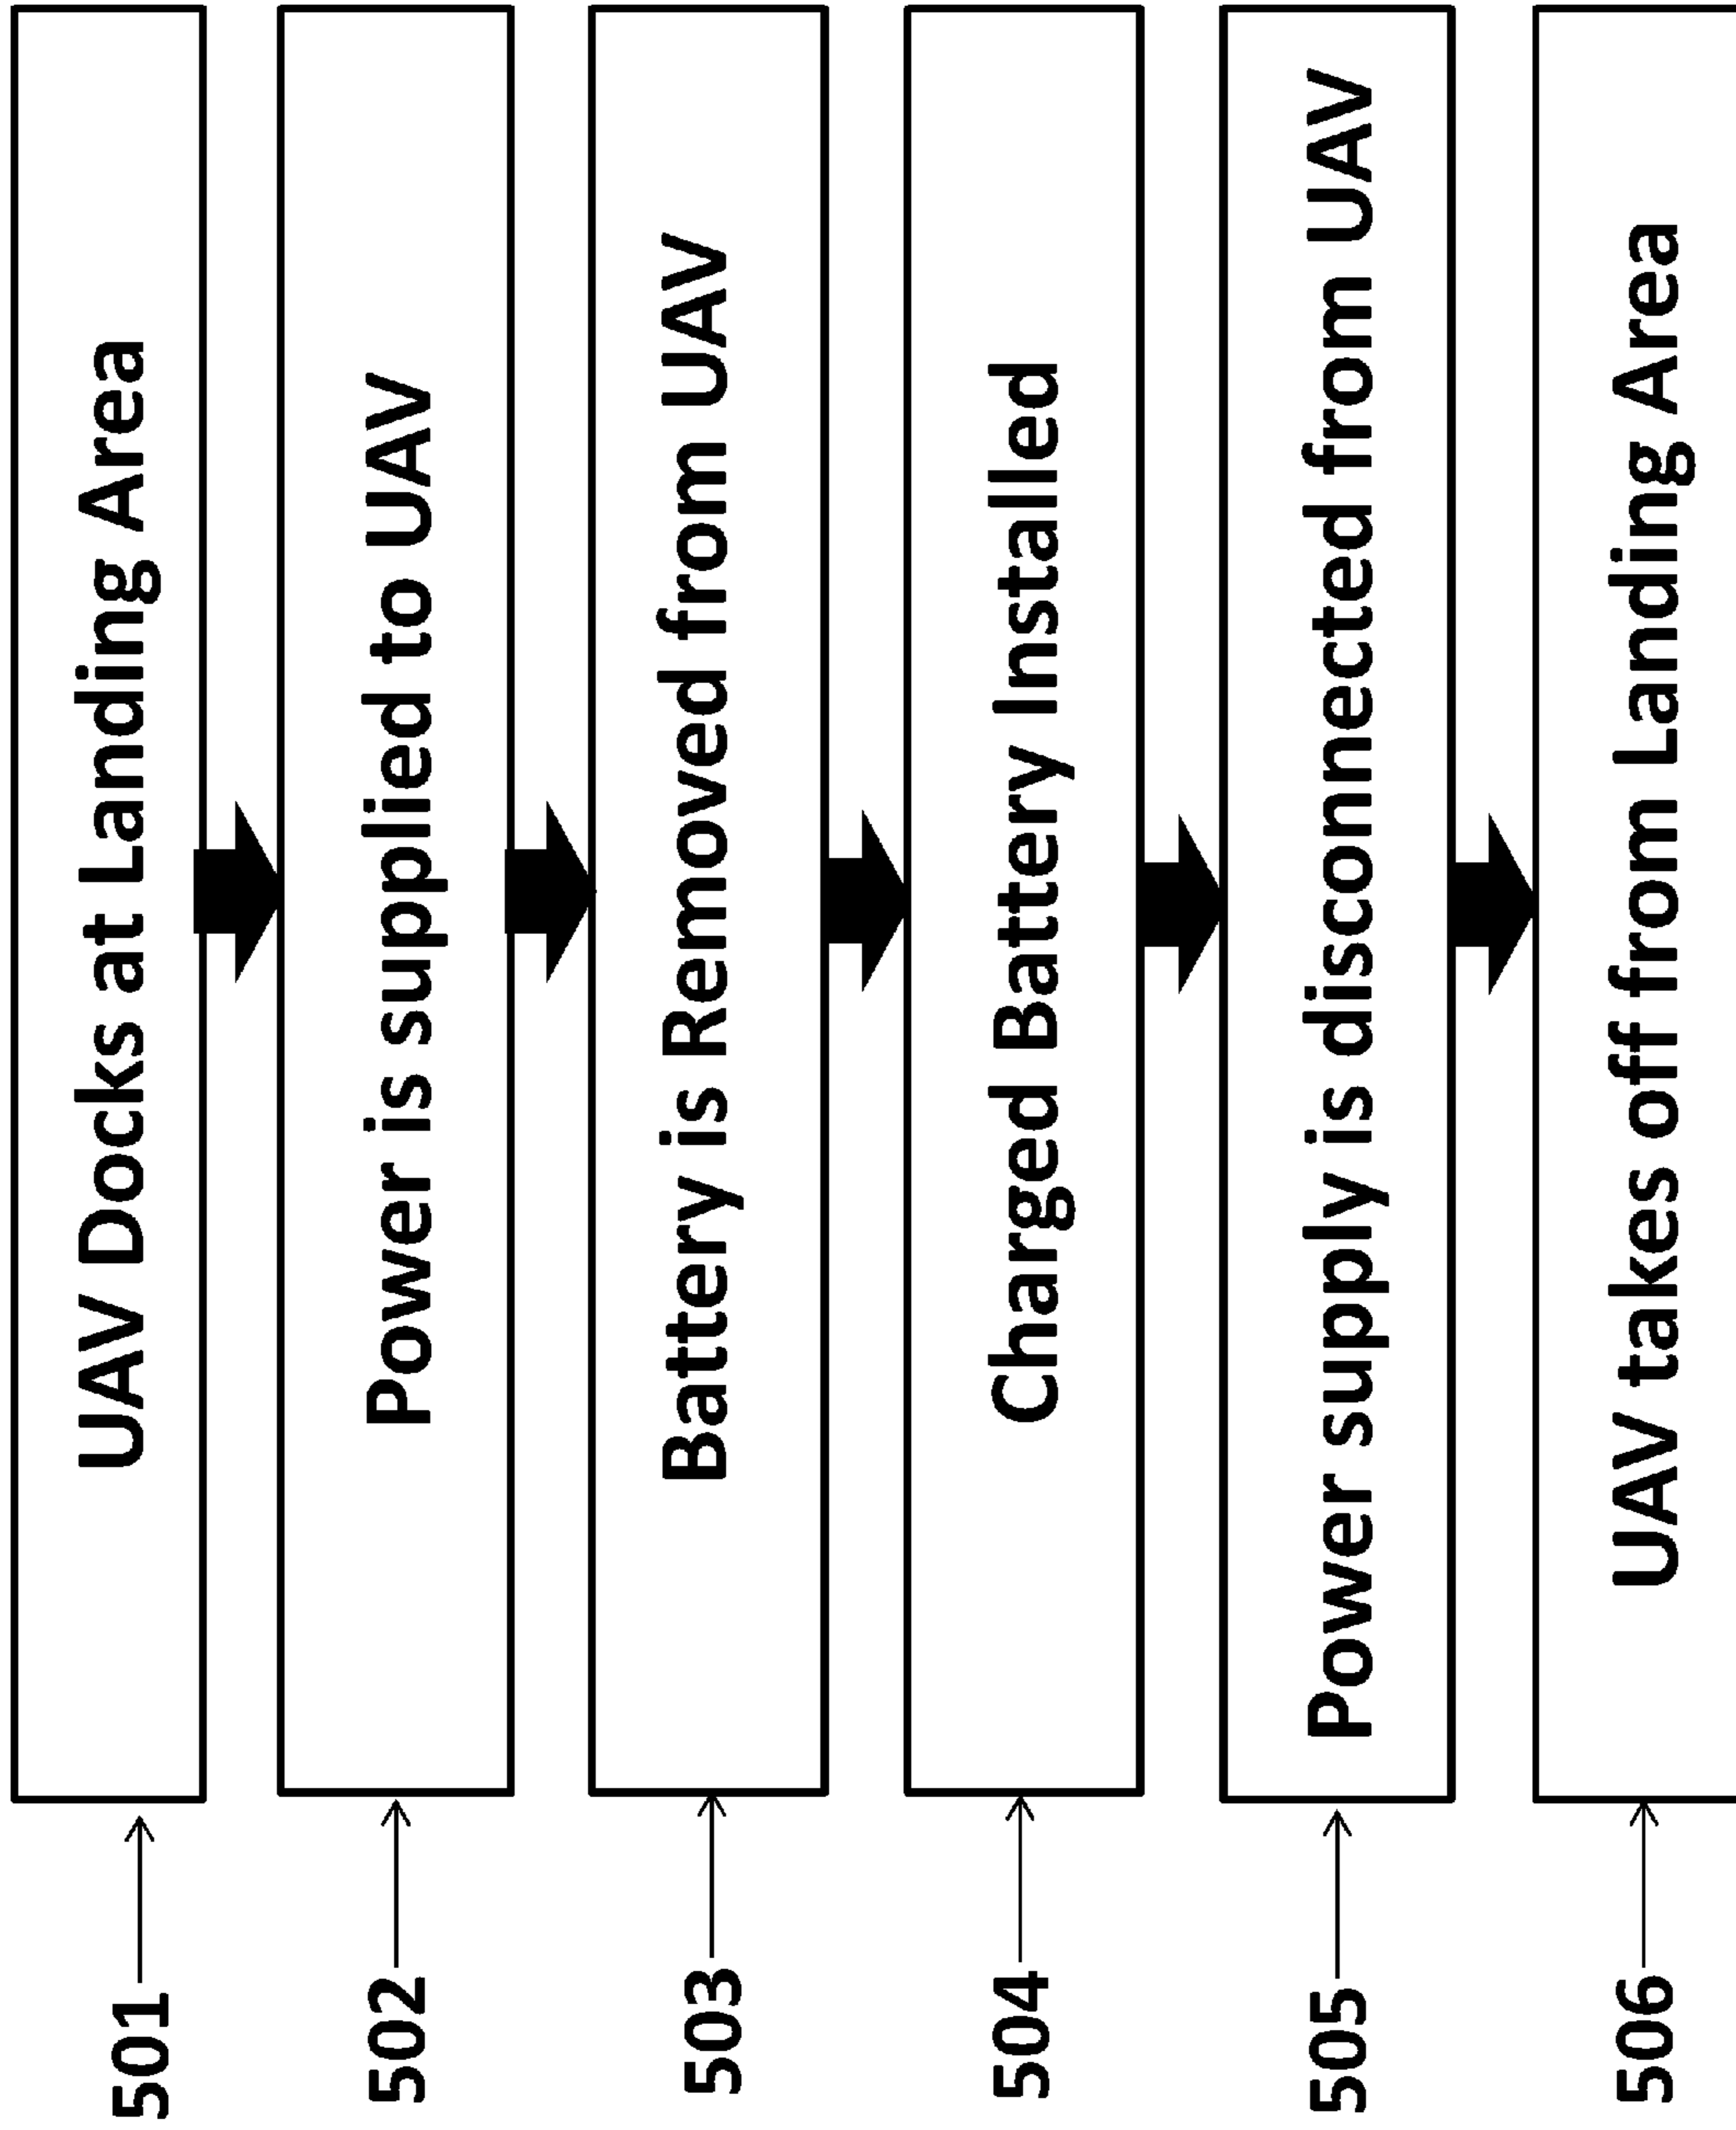 501
UAV Docks at Landing Area
502
Power is supplied to UAV
503
Battery is Removed from UAV
504
Charged Battery Installed
505
Power supply is disconnected from UAV
506
UAV takes off from Landing Area